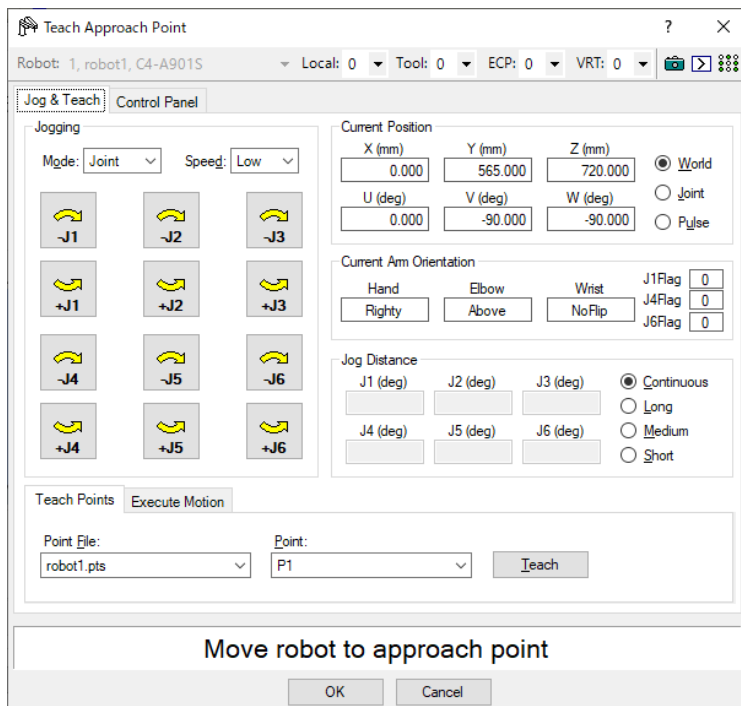 Teach Approach Point ? ×
Robot: 1, robot1, C4-A901S Local: 0 Tool: 0 ECP: 0 VRT: 0
Jog & Teach Control Panel
Jogging
Mode: Joint Speed: Low
-J1 -J2 -J3
+J1 +J2 +J3
-J4 -J5 -J6
+J4 +J5 +J6
Current Position
X (mm) Y (mm) Z (mm)
0.000 565.000 720.000
U (deg) V (deg) W (deg)
0.000 -90.000 -90.000
World
Joint
Pulse
Current Arm Orientation
Hand Elbow Wrist
Righty Above NoFlip
J1Flag 0
J4Flag 0
J6Flag 0
Jog Distance
J1 (deg) J2 (deg) J3 (deg)
J4 (deg) J5 (deg) J6 (deg)
Continuous
Long
Medium
Short
Teach Points Execute Motion
Point File: Point:
robot1.pts P1 Teach
Move robot to approach point
OK Cancel